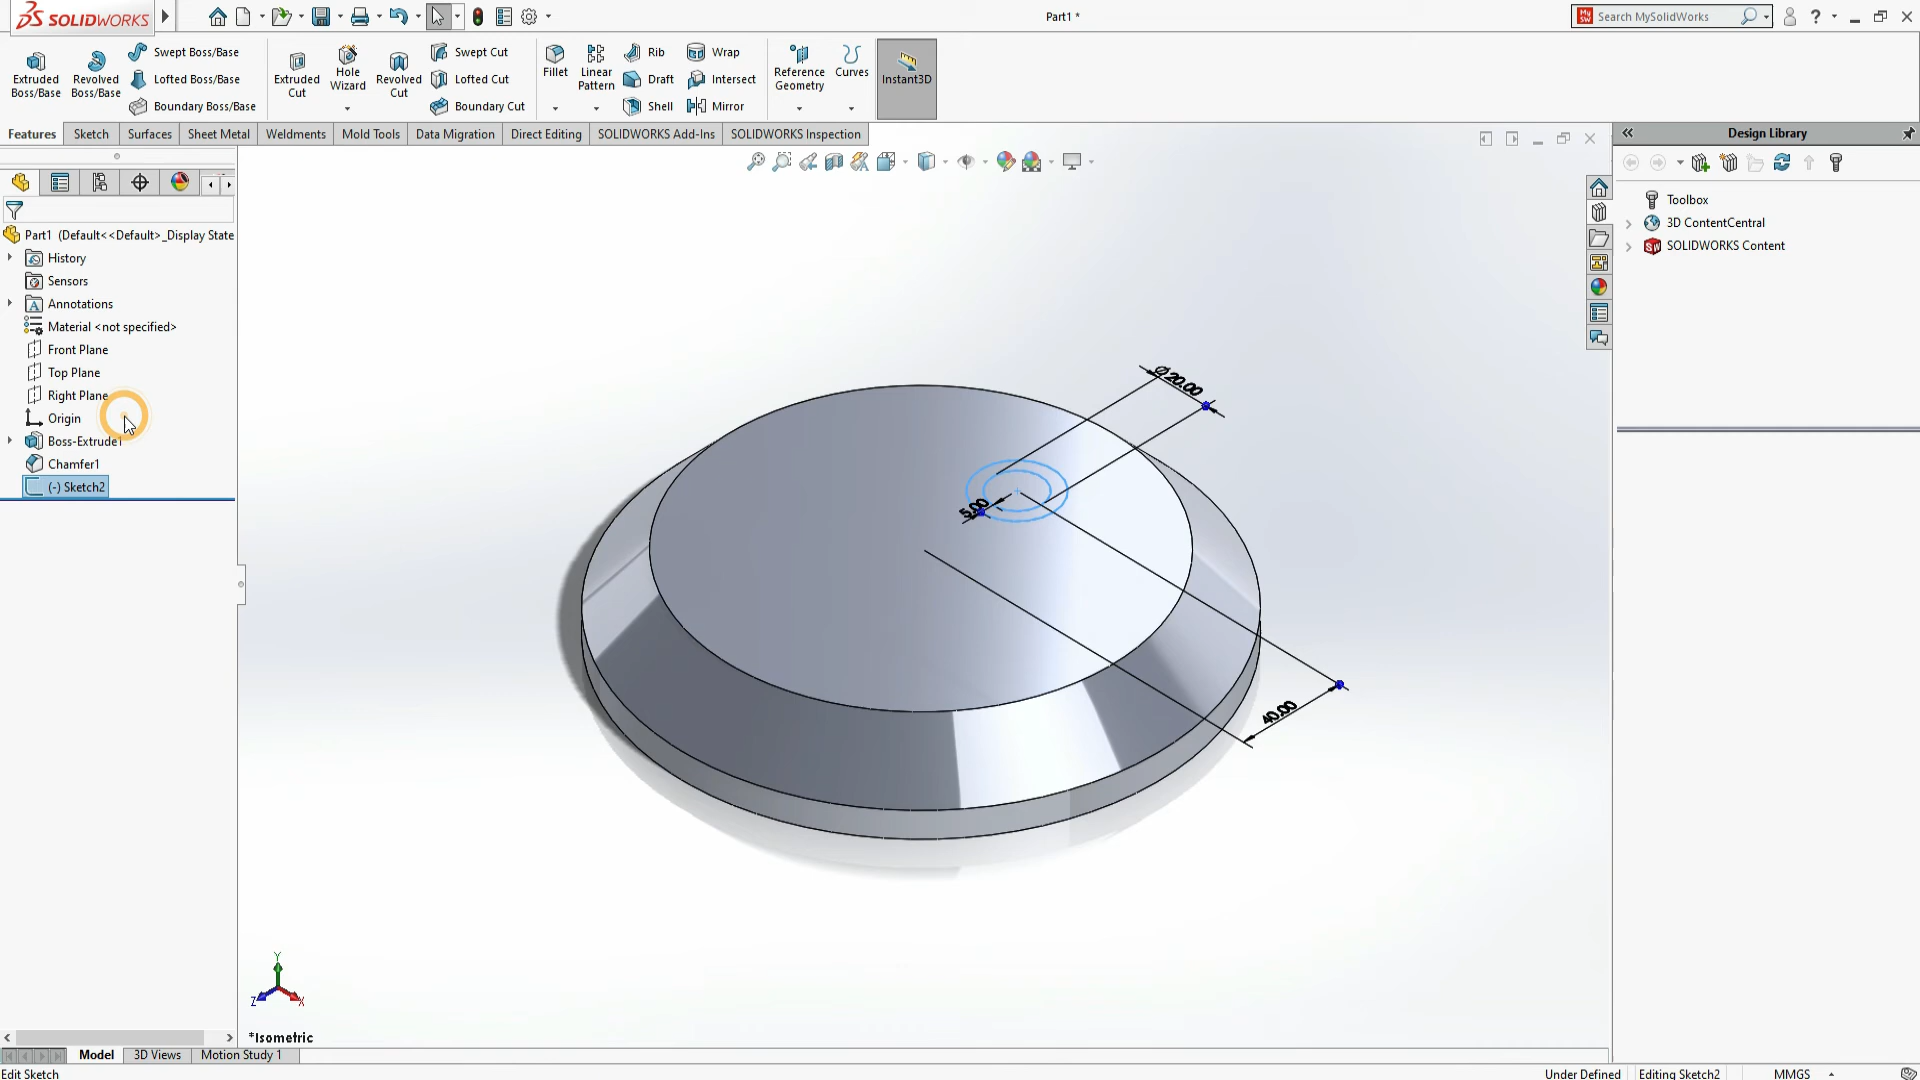 SOLIDWORKS
Part1 *
Search MySolidWorks
Extruded Boss/Base
Revolved Boss/Base
Swept Boss/Base
Lofted Boss/Base
Boundary Boss/Base
Extruded Cut
Hole Wizard
Revolved Cut
Swept Cut
Lofted Cut
Boundary Cut
Fillet
Linear Pattern
Rib
Draft
Shell
Wrap
Intersect
Mirror
Reference Geometry
Curves
Instant3D
Features
Sketch
Surfaces
Sheet Metal
Weldments
Mold Tools
Data Migration
Direct Editing
SOLIDWORKS Add-Ins
SOLIDWORKS Inspection
Design Library
Toolbox
3D ContentCentral
SOLIDWORKS Content
Part1 (Default<<Default>_Display State
History
Sensors
Annotations
Material <not specified>
Front Plane
Top Plane
Right Plane
Origin
Boss-Extrude1
Chamfer1
(-) Sketch2
Ø20.00
5.00
40.00
Y
Z
X
*Isometric
Model
3D Views
Motion Study 1
Edit Sketch
Under Defined
Editing Sketch2
MMGS